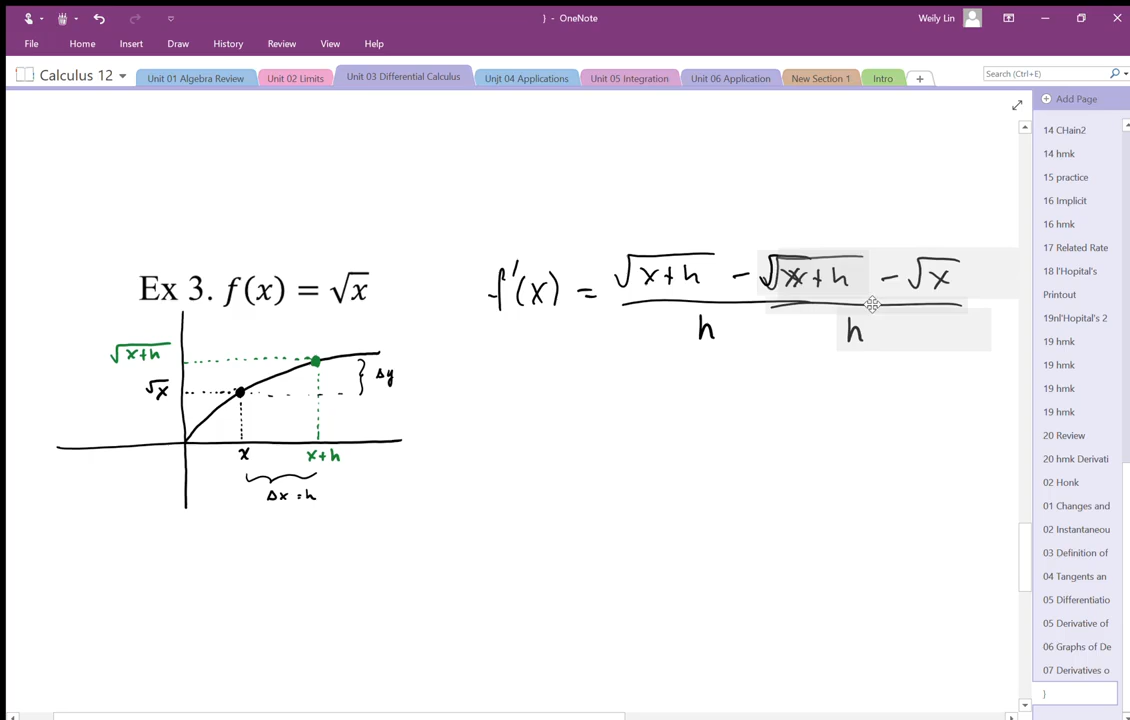 } - OneNote
Weily Lin
File Home Insert Draw History Review View Help
Calculus 12
Unit 01 Algebra Review
Unit 02 Limits
Unit 03 Differential Calculus
Unit 04 Applications
Unit 05 Integration
Unit 06 Application
New Section 1
Intro
+
Search (Ctrl+E)
Add Page
14 CHain2
14 hmk
15 practice
16 Implicit
16 hmk
17 Related Rate
18 l'Hopital's
Printout
19nl'Hopital's 2
19 hmk
19 hmk
19 hmk
19 hmk
20 Review
20 hmk Derivati
02 Honk
01 Changes and
02 Instantaneou
03 Definition of
04 Tangents an
05 Differentiatio
05 Derivative of
06 Graphs of De
07 Derivatives o
}
Ex 3. f(x) = √x
f'(x) = √x+h - √x+h - √x
h h
√x+h
√x
} Δy
x x+h
Δx = h